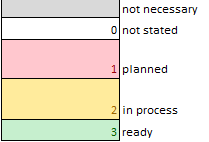 not necessary
0 not stated
1 planned
2 in process
3 ready